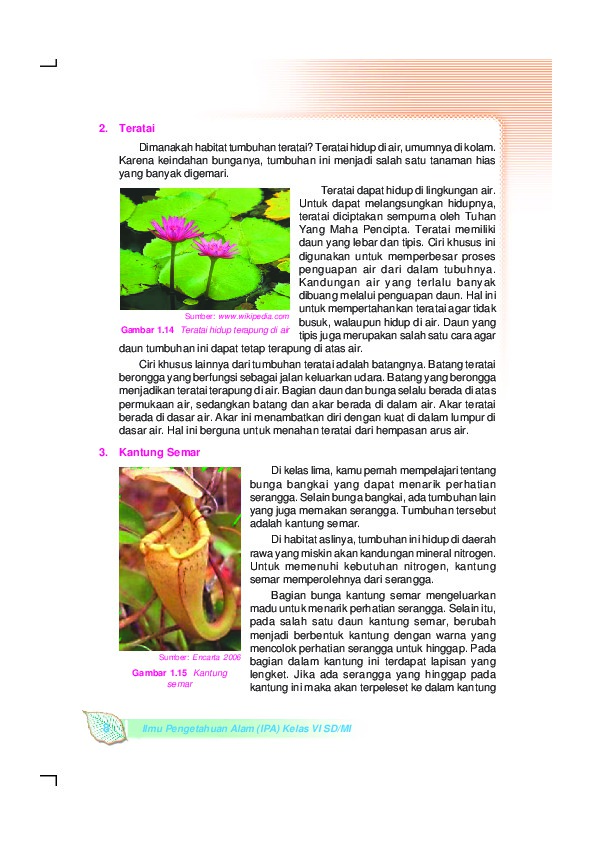 2. Teratai
Dimanakah habitat tumbuhan teratai? Teratai hidup di air, umumnya di kolam.
Karena keindahan bunganya, tumbuhan ini menjadi salah satu tanaman hias
yang banyak digemari.
Teratai dapat hidup di lingkungan air.
Untuk dapat melangsungkan hidupnya,
teratai diciptakan sempurna oleh Tuhan
Yang Maha Pencipta. Teratai memiliki
daun yang lebar dan tipis. Ciri khusus ini
digunakan untuk memperbesar proses
penguapan air dari dalam tubuhnya.
Kandungan air yang terlalu banyak
dibuang melalui penguapan daun. Hal ini
untuk mempertahankan teratai agar tidak
busuk, walaupun hidup di air. Daun yang
tipis juga merupakan salah satu cara agar
daun tumbuhan ini dapat tetap terapung di atas air.
Sumber: www.wikipedia.com
Gambar 1.14 Teratai hidup terapung di air
Ciri khusus lainnya dari tumbuhan teratai adalah batangnya. Batang teratai
berongga yang berfungsi sebagai jalan keluarkan udara. Batang yang berongga
menjadikan teratai terapung di air. Bagian daun dan bunga selalu berada di atas
permukaan air, sedangkan batang dan akar berada di dalam air. Akar teratai
berada di dasar air. Akar ini menambatkan diri dengan kuat di dalam lumpur di
dasar air. Hal ini berguna untuk menahan teratai dari hempasan arus air.
3. Kantung Semar
Di kelas lima, kamu pernah mempelajari tentang
bunga bangkai yang dapat menarik perhatian
serangga. Selain bunga bangkai, ada tumbuhan lain
yang juga memakan serangga. Tumbuhan tersebut
adalah kantung semar.
Di habitat aslinya, tumbuhan ini hidup di daerah
rawa yang miskin akan kandungan mineral nitrogen.
Untuk memenuhi kebutuhan nitrogen, kantung
semar memperolehnya dari serangga.
Bagian bunga kantung semar mengeluarkan
madu untuk menarik perhatian serangga. Selain itu,
pada salah satu daun kantung semar, berubah
menjadi berbentuk kantung dengan warna yang
mencolok perhatian serangga untuk hinggap. Pada
bagian dalam kantung ini terdapat lapisan yang
lengket. Jika ada serangga yang hinggap pada
kantung ini maka akan terpeleset ke dalam kantung
Sumber: Encarta 2006
Gambar 1.15 Kantung
semar
8 Ilmu Pengetahuan Alam (IPA) Kelas VI SD/MI